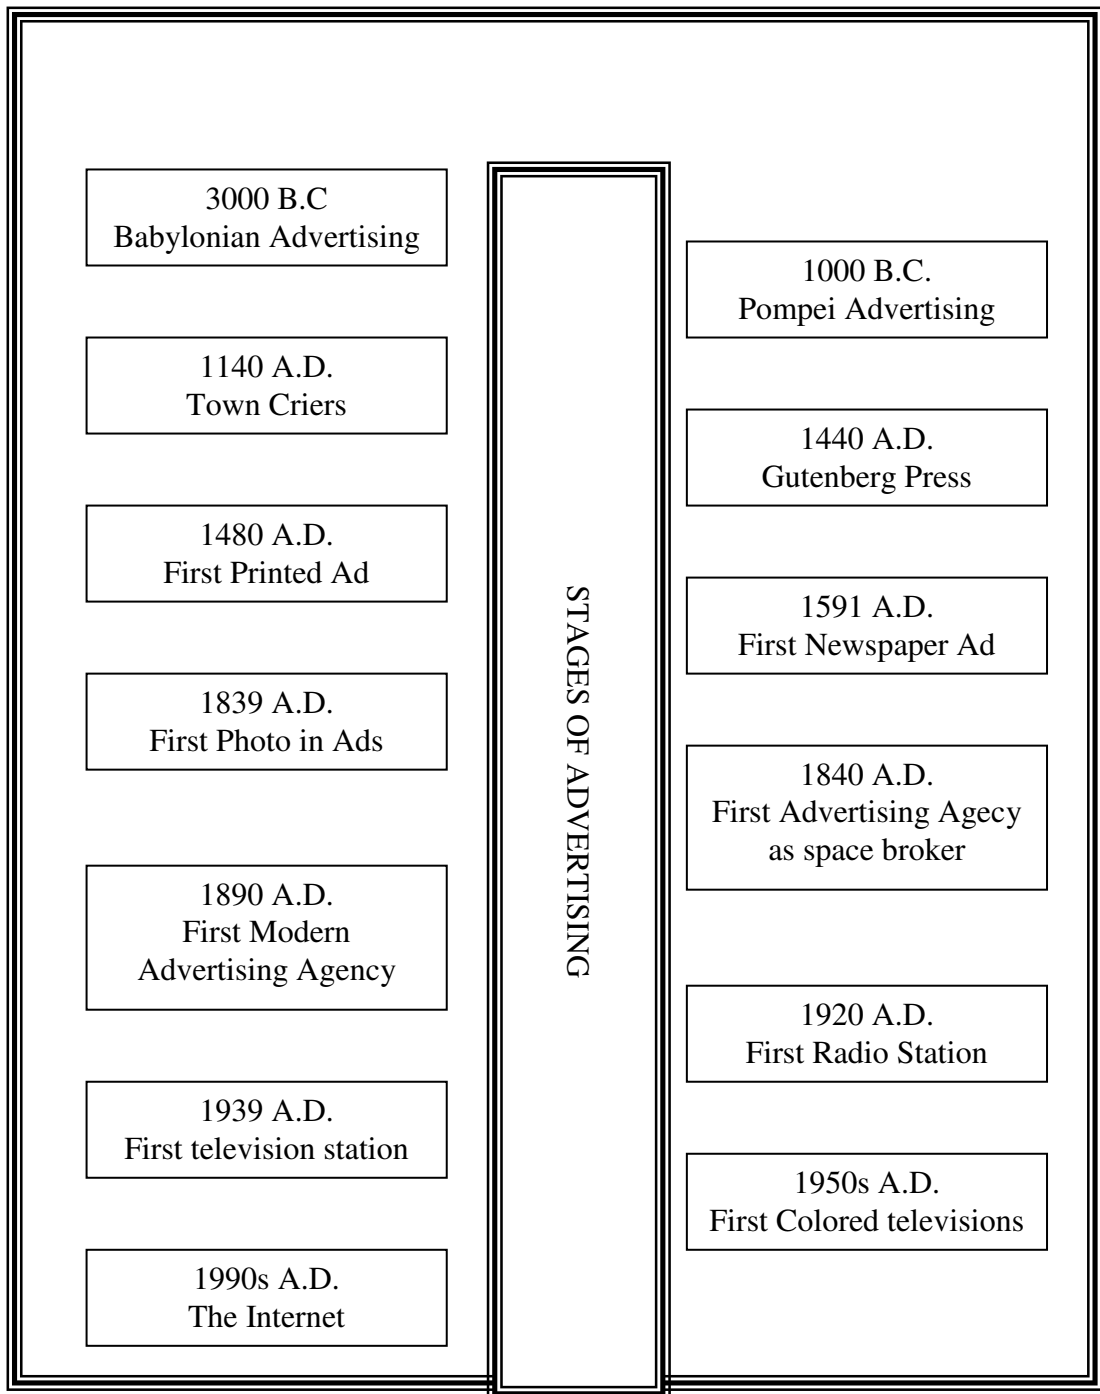 3000 B.C
Babylonian Advertising
1000 B.C.
Pompei Advertising
1140 A.D.
Town Criers
1440 A.D.
Gutenberg Press
1480 A.D.
First Printed Ad
1591 A.D.
First Newspaper Ad
1839 A.D.
First Photo in Ads
1840 A.D.
First Advertising Agecy
as space broker
1890 A.D.
First Modern
Advertising Agency
1920 A.D.
First Radio Station
1939 A.D.
First television station
1950s A.D.
First Colored televisions
1990s A.D.
The Internet
STAGES OF ADVERTISING